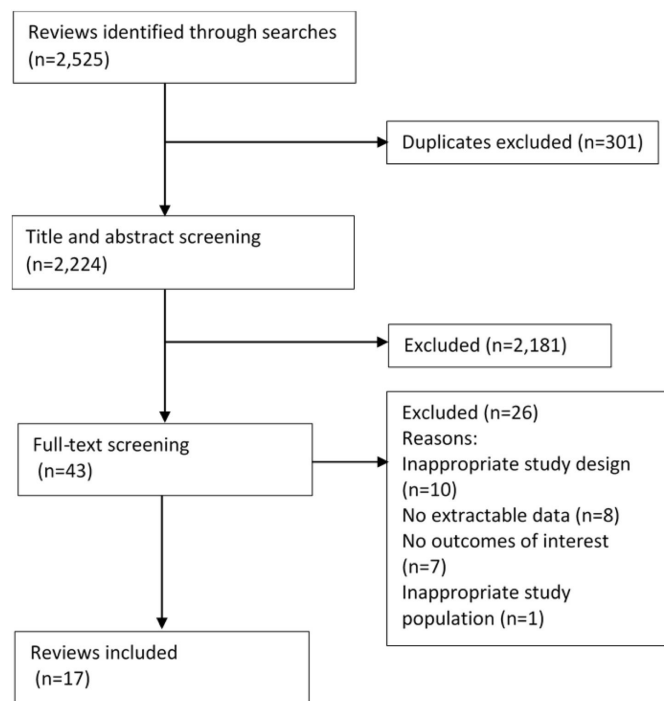 Reviews identified through searches
(n=2,525)
Duplicates excluded (n=301)
Title and abstract screening
(n=2,224)
Excluded (n=2,181)
Full-text screening
(n=43)
Excluded (n=26)
Reasons:
Inappropriate study design
(n=10)
No extractable data (n=8)
No outcomes of interest
(n=7)
Inappropriate study
population (n=1)
Reviews included
(n=17)